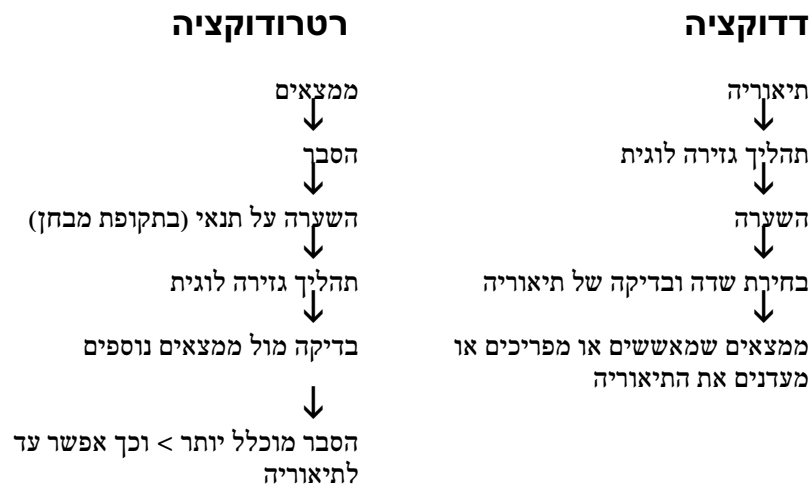 דדוקציה
תיאוריה
תהליך גזירה לוגית
השערה
בחירת שדה ובדיקה של תיאוריה
ממצאים שמאששים או מפריכים או
מעדנים את התיאוריה
רטרודוקציה
ממצאים
הסבר
השערה על תנאי (בתקופת מבחן)
תהליך גזירה לוגית
בדיקה מול ממצאים נוספים
הסבר מוכלל יותר > וכך אפשר עד
לתיאוריה